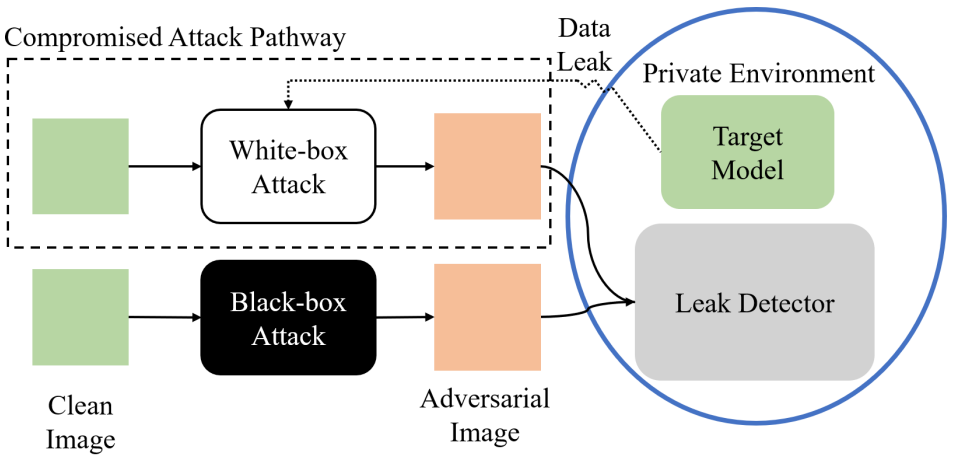 Compromised Attack Pathway
Data
Leak
Private Environment
White-box
Attack
Target
Model
Black-box
Attack
Leak Detector
Clean
Image
Adversarial
Image